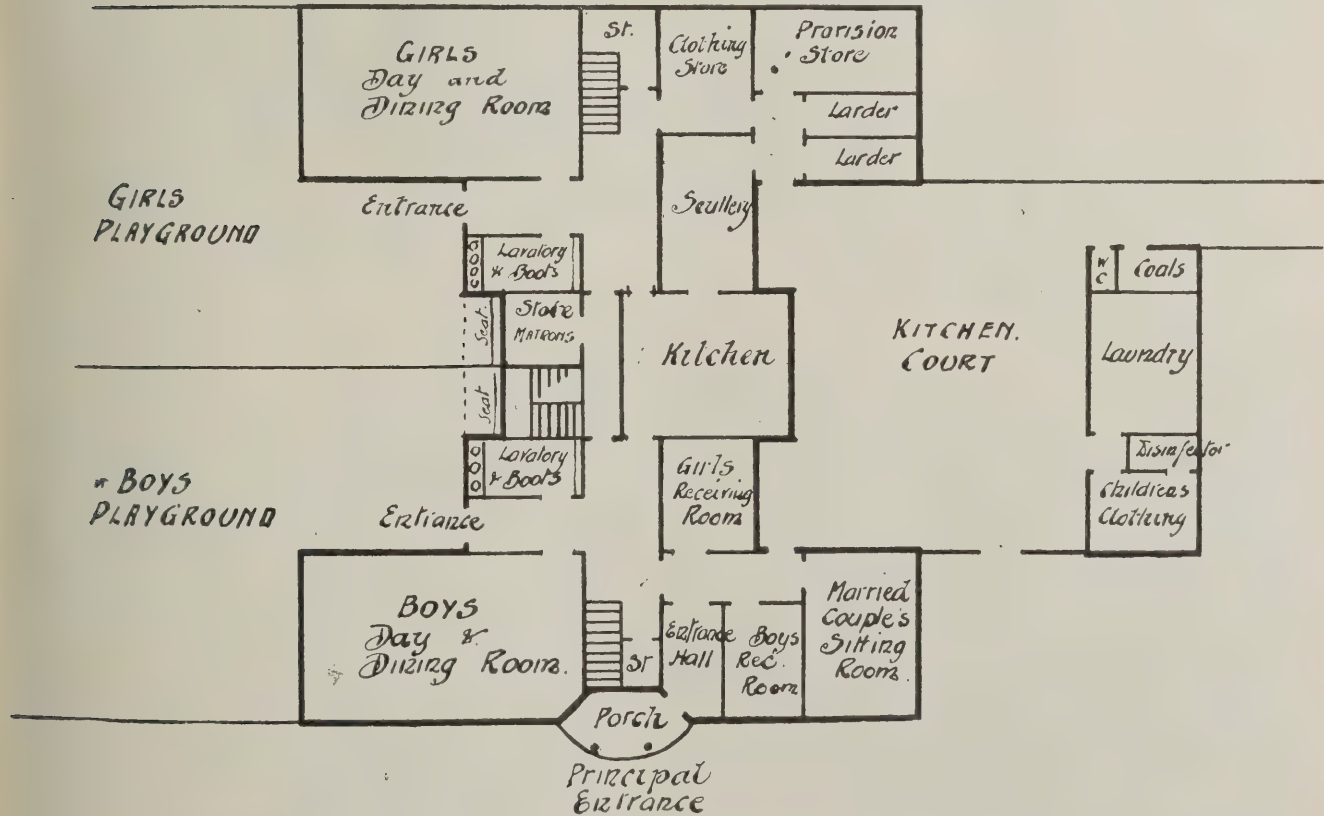 GIRLS
Day and
Dining Room
St.
Clothing
Store
Provision
Store
Larder
Larder
GIRLS
PLAYGROUND
Entrance
Scullery
Lavatory
& Boots
Store
MATRONS
Seat
Kitchen
KITCHEN.
COURT
W
C
Coals
Laundry
Seat
Lavatory
& Boots
Girls
Receiving
Room
Disinfector
Childrens
Clothing
BOYS
PLAYGROUND
Entrance
BOYS
Day &
Dining Room.
St
Entrance
Hall
Boys
Rec.
Room
Married
Couple's
Sitting
Room.
Porch
Principal
Entrance